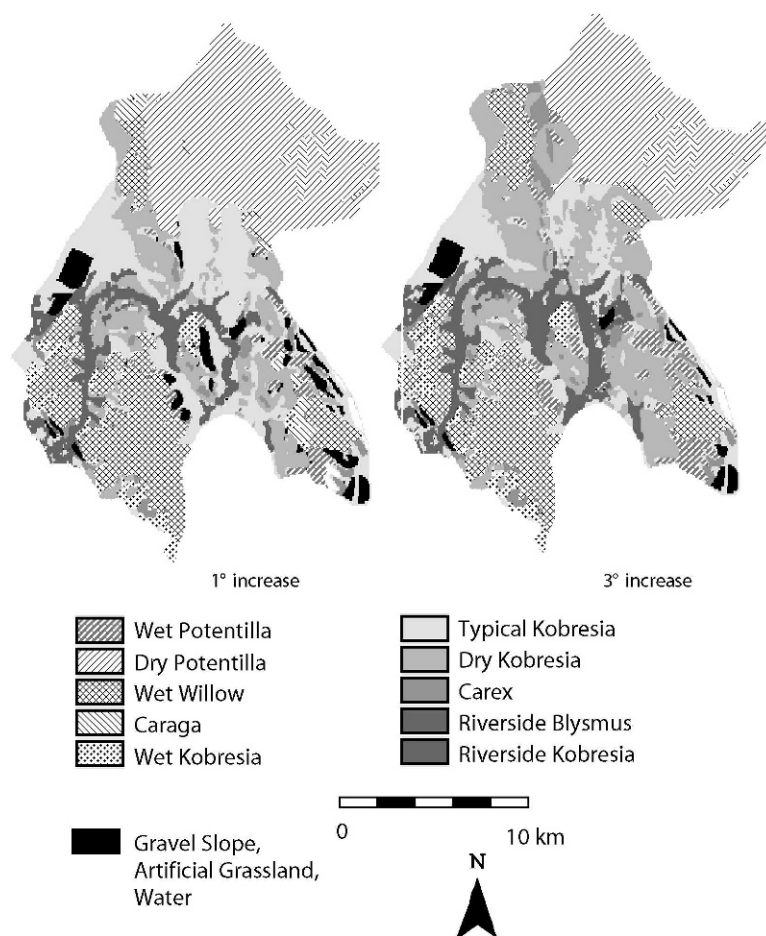 1° increase
3° increase
Wet Potentilla
Dry Potentilla
Wet Willow
Caraga
Wet Kobresia
Typical Kobresia
Dry Kobresia
Carex
Riverside Blysmus
Riverside Kobresia
Gravel Slope,
Artificial Grassland,
Water
0 10 km
N